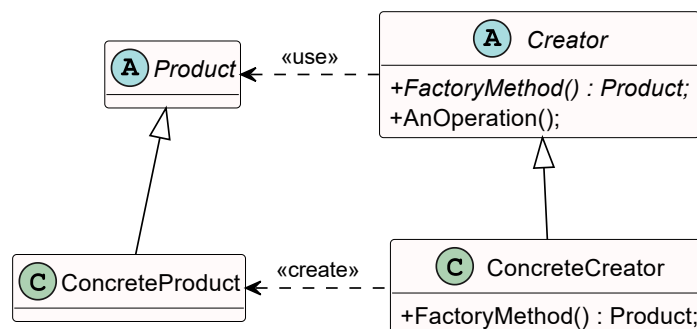 A Product
«use»
A Creator
+FactoryMethod() : Product;
+AnOperation();
C ConcreteProduct
«create»
C ConcreteCreator
+FactoryMethod() : Product;